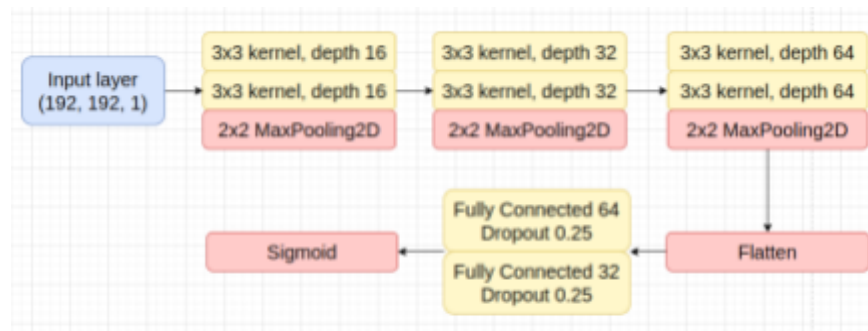 Input layer
(192, 192, 1)
3x3 kernel, depth 16
3x3 kernel, depth 16
2x2 MaxPooling2D
3x3 kernel, depth 32
3x3 kernel, depth 32
2x2 MaxPooling2D
3x3 kernel, depth 64
3x3 kernel, depth 64
2x2 MaxPooling2D
Flatten
Fully Connected 64
Dropout 0.25
Fully Connected 32
Dropout 0.25
Sigmoid